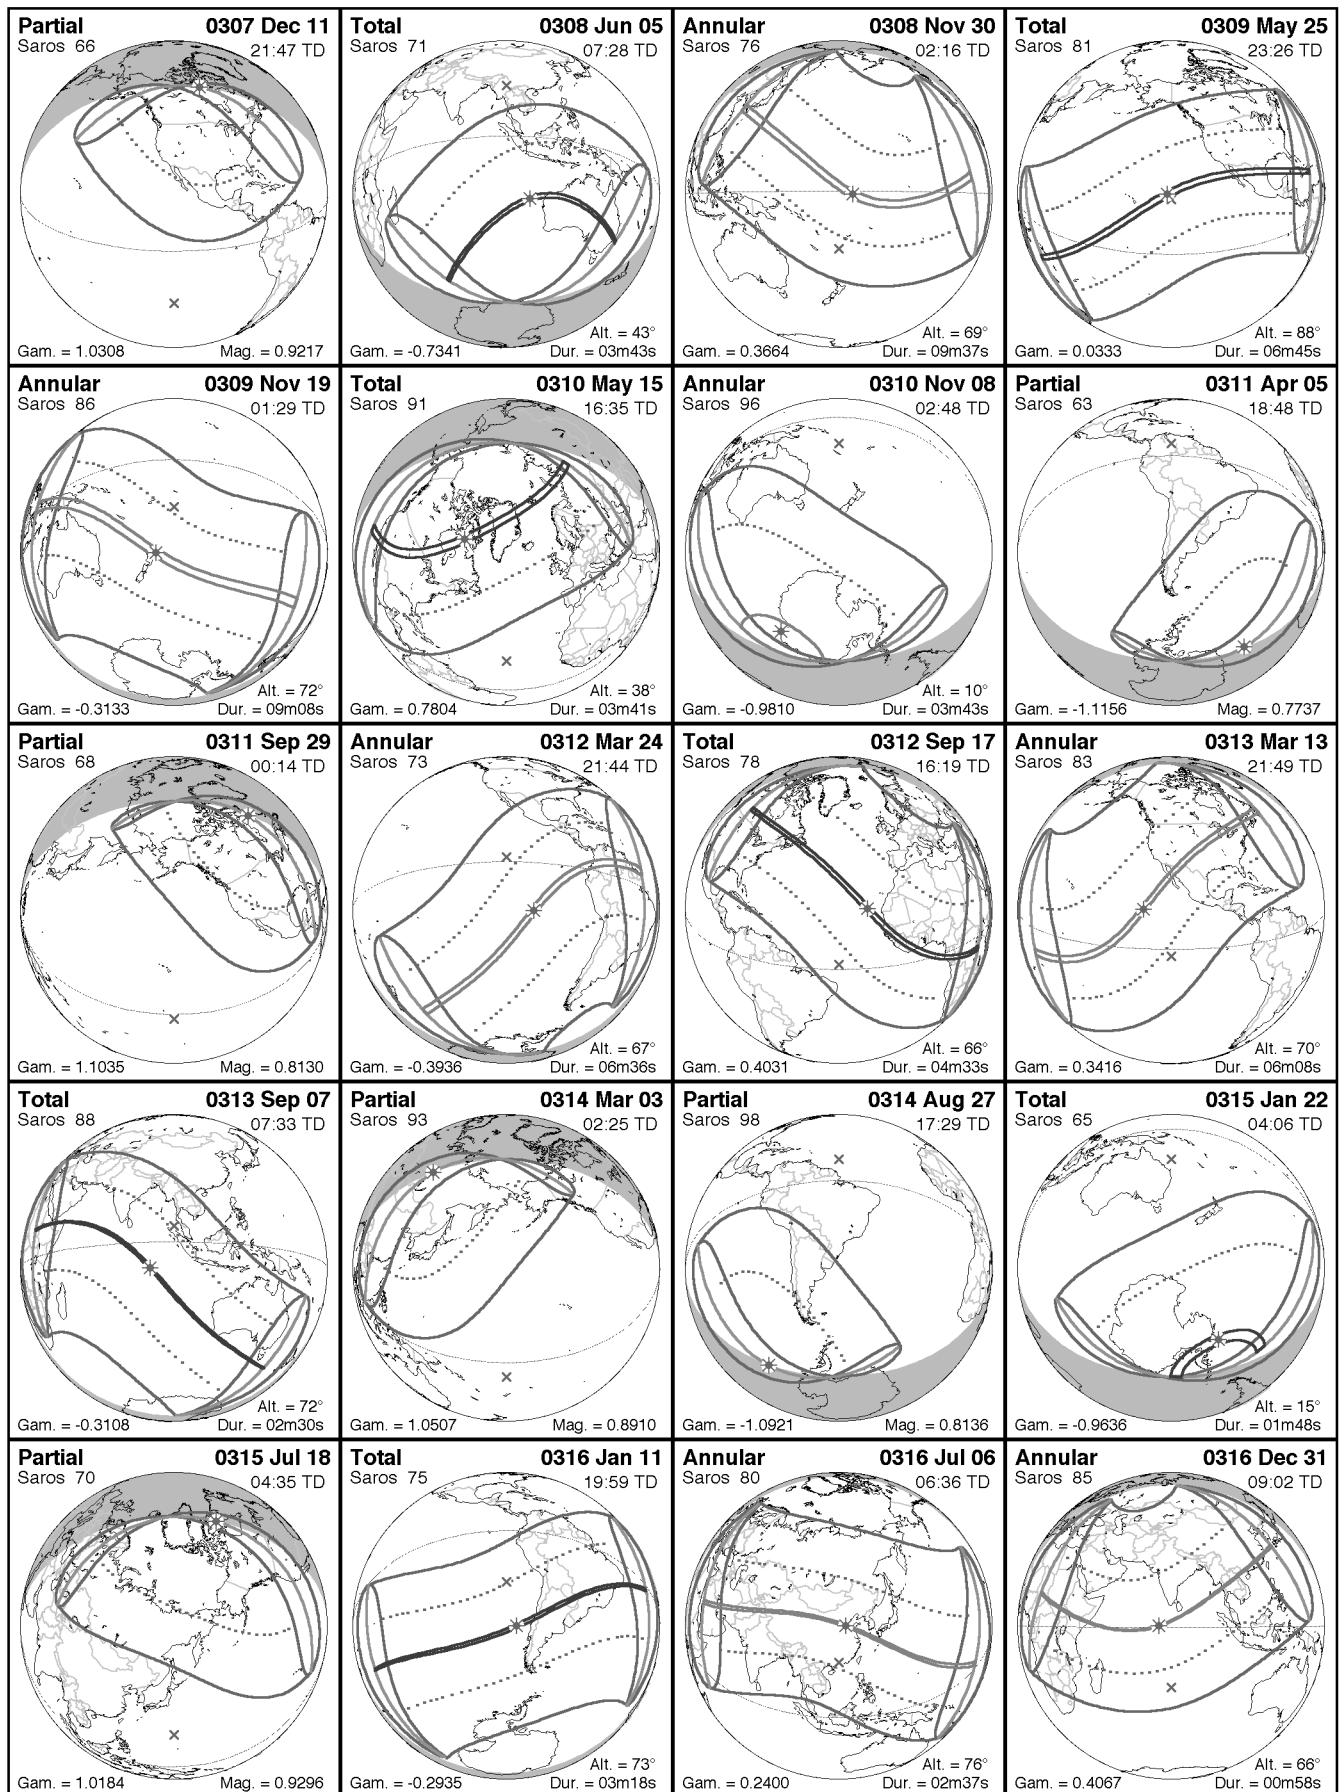 Partial 0307 Dec 11
Saros 66 21:47 TD
Gam. = 1.0308 Mag. = 0.9217
Total 0308 Jun 05
Saros 71 07:28 TD
Alt. = 43°
Gam. = -0.7341 Dur. = 03m43s
Annular 0308 Nov 30
Saros 76 02:16 TD
Alt. = 69°
Gam. = 0.3664 Dur. = 09m37s
Total 0309 May 25
Saros 81 23:26 TD
Alt. = 88°
Gam. = 0.0333 Dur. = 06m45s
Annular 0309 Nov 19
Saros 86 01:29 TD
Alt. = 72°
Gam. = -0.3133 Dur. = 09m08s
Total 0310 May 15
Saros 91 16:35 TD
Alt. = 38°
Gam. = 0.7804 Dur. = 03m41s
Annular 0310 Nov 08
Saros 96 02:48 TD
Alt. = 10°
Gam. = -0.9810 Dur. = 03m43s
Partial 0311 Apr 05
Saros 63 18:48 TD
Gam. = -1.1156 Mag. = 0.7737
Partial 0311 Sep 29
Saros 68 00:14 TD
Gam. = 1.1035 Mag. = 0.8130
Annular 0312 Mar 24
Saros 73 21:44 TD
Alt. = 67°
Gam. = -0.3936 Dur. = 06m36s
Total 0312 Sep 17
Saros 78 16:19 TD
Alt. = 66°
Gam. = 0.4031 Dur. = 04m33s
Annular 0313 Mar 13
Saros 83 21:49 TD
Alt. = 70°
Gam. = 0.3416 Dur. = 06m08s
Total 0313 Sep 07
Saros 88 07:33 TD
Alt. = 72°
Gam. = -0.3108 Dur. = 02m30s
Partial 0314 Mar 03
Saros 93 02:25 TD
Gam. = 1.0507 Mag. = 0.8910
Partial 0314 Aug 27
Saros 98 17:29 TD
Gam. = -1.0921 Mag. = 0.8136
Total 0315 Jan 22
Saros 65 04:06 TD
Alt. = 15°
Gam. = -0.9636 Dur. = 01m48s
Partial 0315 Jul 18
Saros 70 04:35 TD
Gam. = 1.0184 Mag. = 0.9296
Total 0316 Jan 11
Saros 75 19:59 TD
Alt. = 73°
Gam. = -0.2935 Dur. = 03m18s
Annular 0316 Jul 06
Saros 80 06:36 TD
Alt. = 76°
Gam. = 0.2400 Dur. = 02m37s
Annular 0316 Dec 31
Saros 85 09:02 TD
Alt. = 66°
Gam. = 0.4067 Dur. = 00m58s